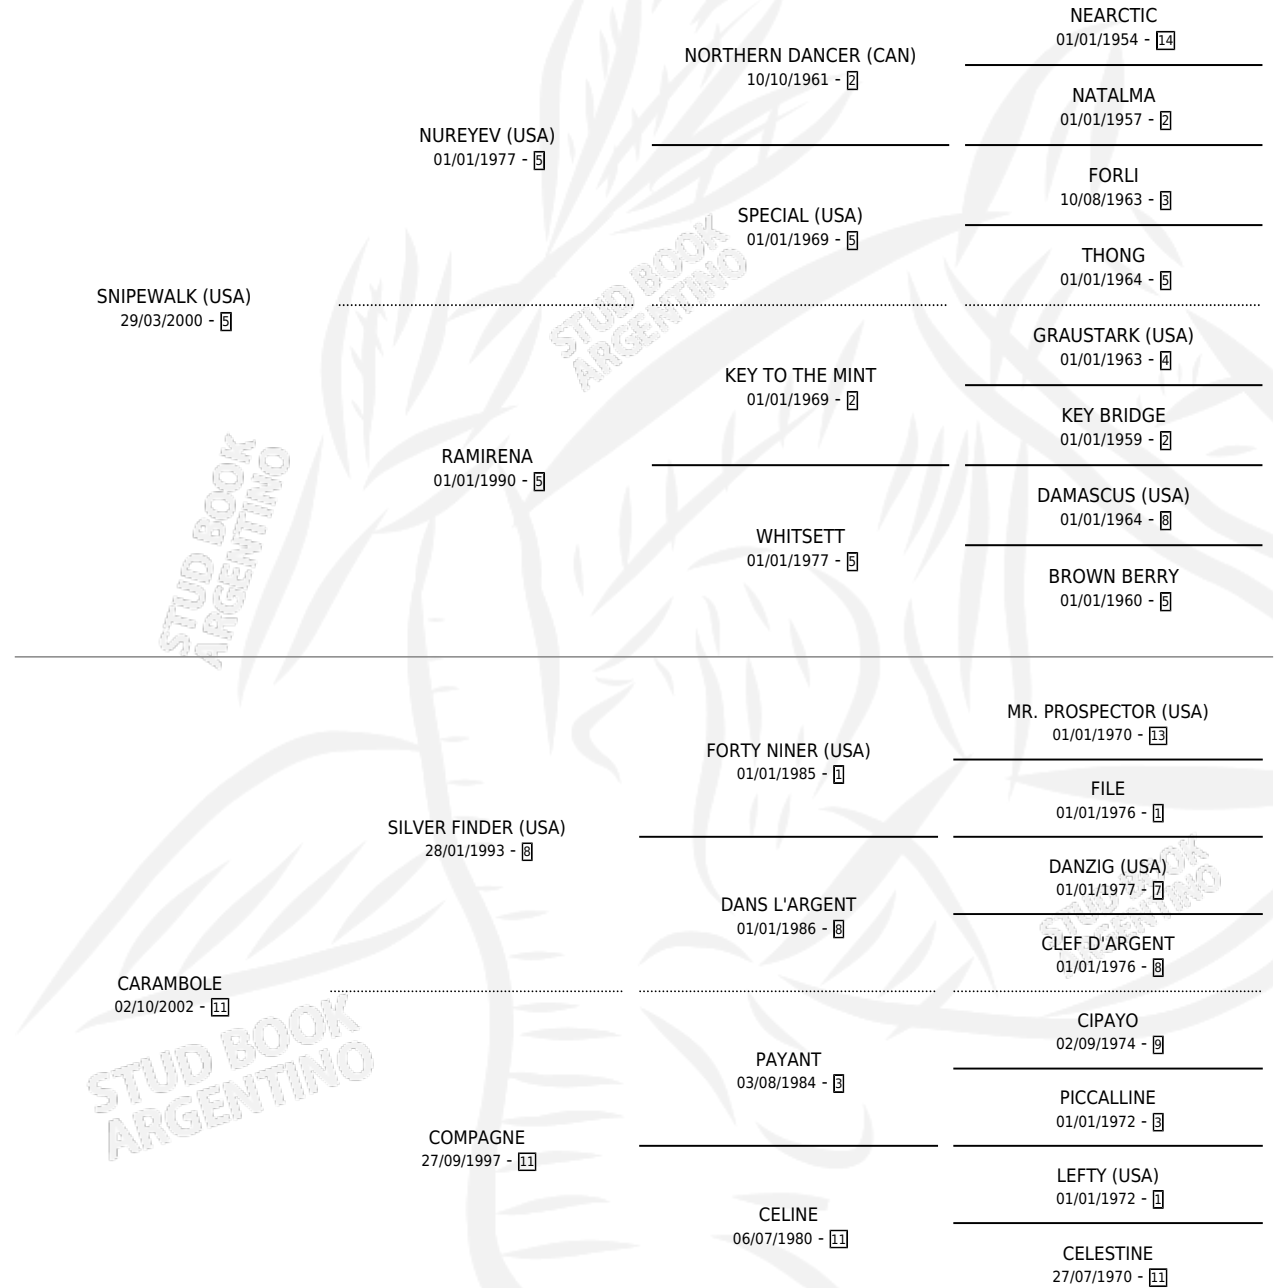 NEARCTIC
01/01/1954 - 14
NORTHERN DANCER (CAN)
10/10/1961 - 2
NATALMA
01/01/1957 - 2
NUREYEV (USA)
01/01/1977 - 5
FORLI
10/08/1963 - 3
SPECIAL (USA)
01/01/1969 - 5
THONG
01/01/1964 - 5
SNIPEWALK (USA)
29/03/2000 - 5
GRAUSTARK (USA)
01/01/1963 - 4
KEY TO THE MINT
01/01/1969 - 2
KEY BRIDGE
01/01/1959 - 2
RAMIRENA
01/01/1990 - 5
DAMASCUS (USA)
01/01/1964 - 8
WHITSETT
01/01/1977 - 5
BROWN BERRY
01/01/1960 - 5
MR. PROSPECTOR (USA)
01/01/1970 - 13
FORTY NINER (USA)
01/01/1985 - 1
FILE
01/01/1976 - 1
SILVER FINDER (USA)
28/01/1993 - 8
DANZIG (USA)
01/01/1977 - 7
DANS L'ARGENT
01/01/1986 - 8
CLEF D'ARGENT
01/01/1976 - 8
CARAMBOLE
02/10/2002 - 11
CIPAYO
02/09/1974 - 9
PAYANT
03/08/1984 - 3
PICCALLINE
01/01/1972 - 3
COMPAGNE
27/09/1997 - 11
LEFTY (USA)
01/01/1972 - 1
CELINE
06/07/1980 - 11
CELESTINE
27/07/1970 - 11
STUD BOOK
ARGENTINO
STUD BOOK
ARGENTINO
STUD BOOK
ARGENTINO
STUD BOOK
ARGENTINO